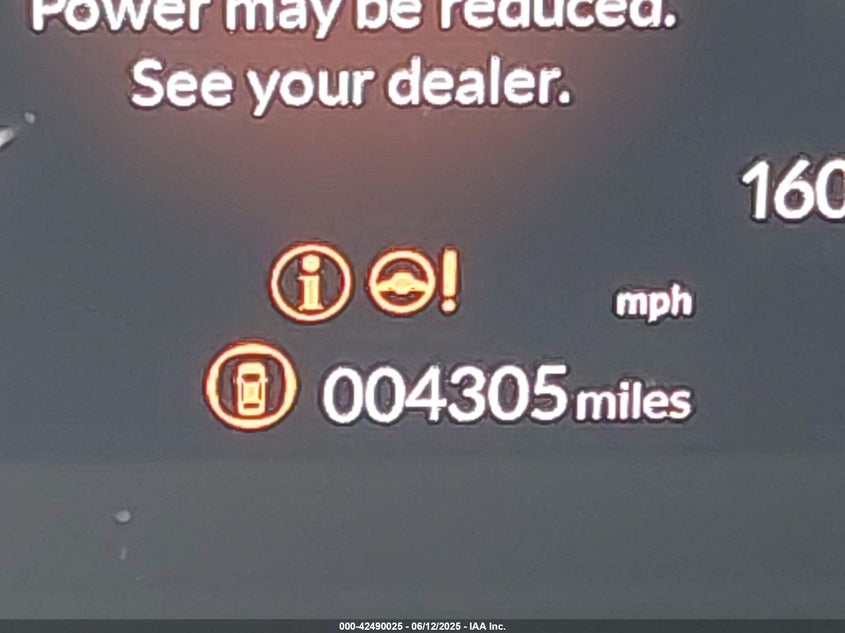 Power may be reduced.
See your dealer.
160
mph
004305 miles
000-42490025 - 06/12/2025 - IAA Inc.